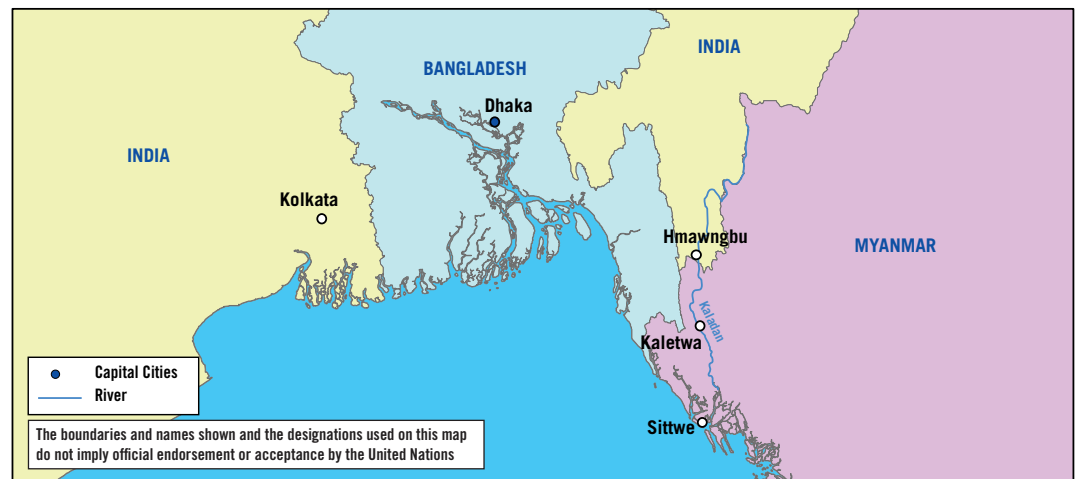 INDIA
BANGLADESH
Dhaka
INDIA
Kolkata
Hmawngbu
MYANMAR
Kaladan
Kaletwa
Sittwe
Capital Cities
River
The boundaries and names shown and the designations used on this map
do not imply official endorsement or acceptance by the United Nations